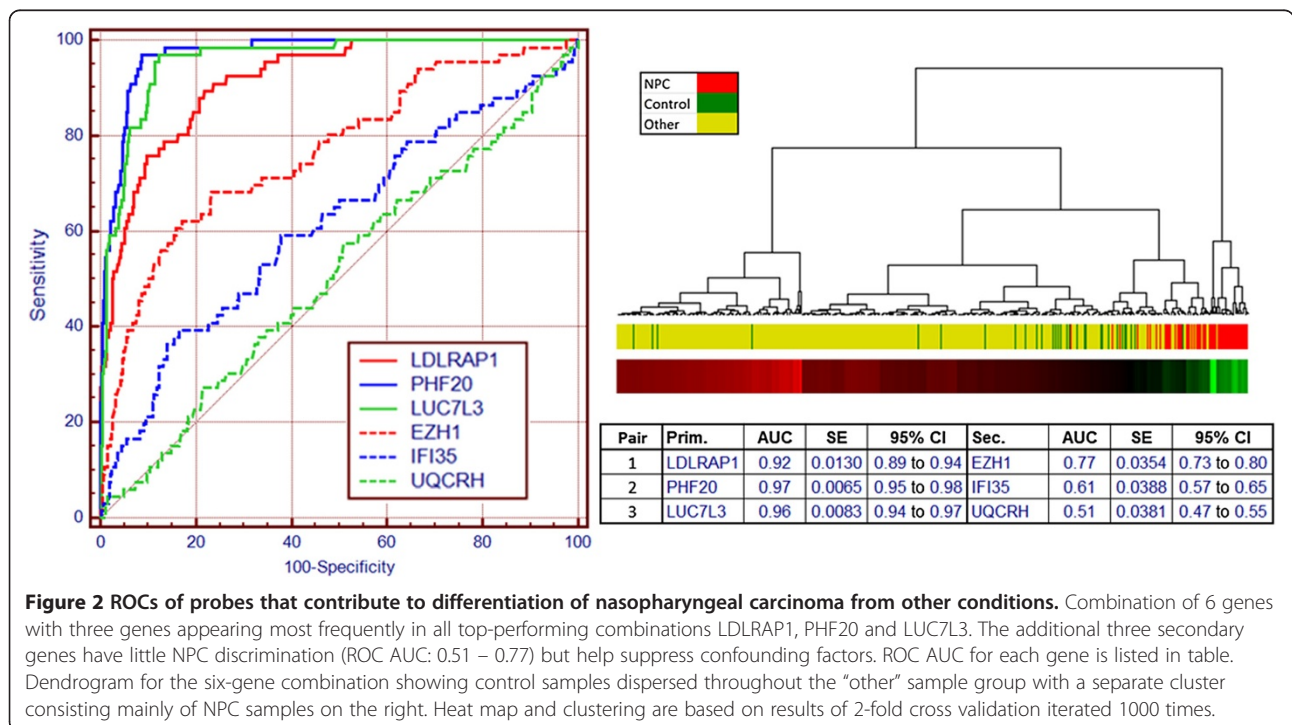 100
80
60
40
20
0
Sensitivity
0 20 40 60 80 100
100-Specificity
LDLRAP1
PHF20
LUC7L3
EZH1
IFI35
UQCRH
NPC
Control
Other
Pair Prim. AUC SE 95% CI Sec. AUC SE 95% CI
1 LDLRAP1 0.92 0.0130 0.89 to 0.94 EZH1 0.77 0.0354 0.73 to 0.80
2 PHF20 0.97 0.0065 0.95 to 0.98 IFI35 0.61 0.0388 0.57 to 0.65
3 LUC7L3 0.96 0.0083 0.94 to 0.97 UQCRH 0.51 0.0381 0.47 to 0.55
Figure 2 ROCs of probes that contribute to differentiation of nasopharyngeal carcinoma from other conditions. Combination of 6 genes
with three genes appearing most frequently in all top-performing combinations LDLRAP1, PHF20 and LUC7L3. The additional three secondary
genes have little NPC discrimination (ROC AUC: 0.51 – 0.77) but help suppress confounding factors. ROC AUC for each gene is listed in table.
Dendrogram for the six-gene combination showing control samples dispersed throughout the “other” sample group with a separate cluster
consisting mainly of NPC samples on the right. Heat map and clustering are based on results of 2-fold cross validation iterated 1000 times.